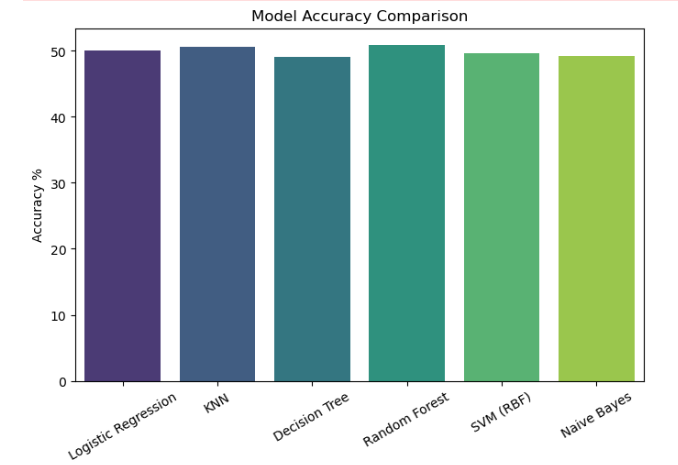 Model Accuracy Comparison
Accuracy %
50
40
30
20
10
0
Logistic Regression
KNN
Decision Tree
Random Forest
SVM (RBF)
Naive Bayes